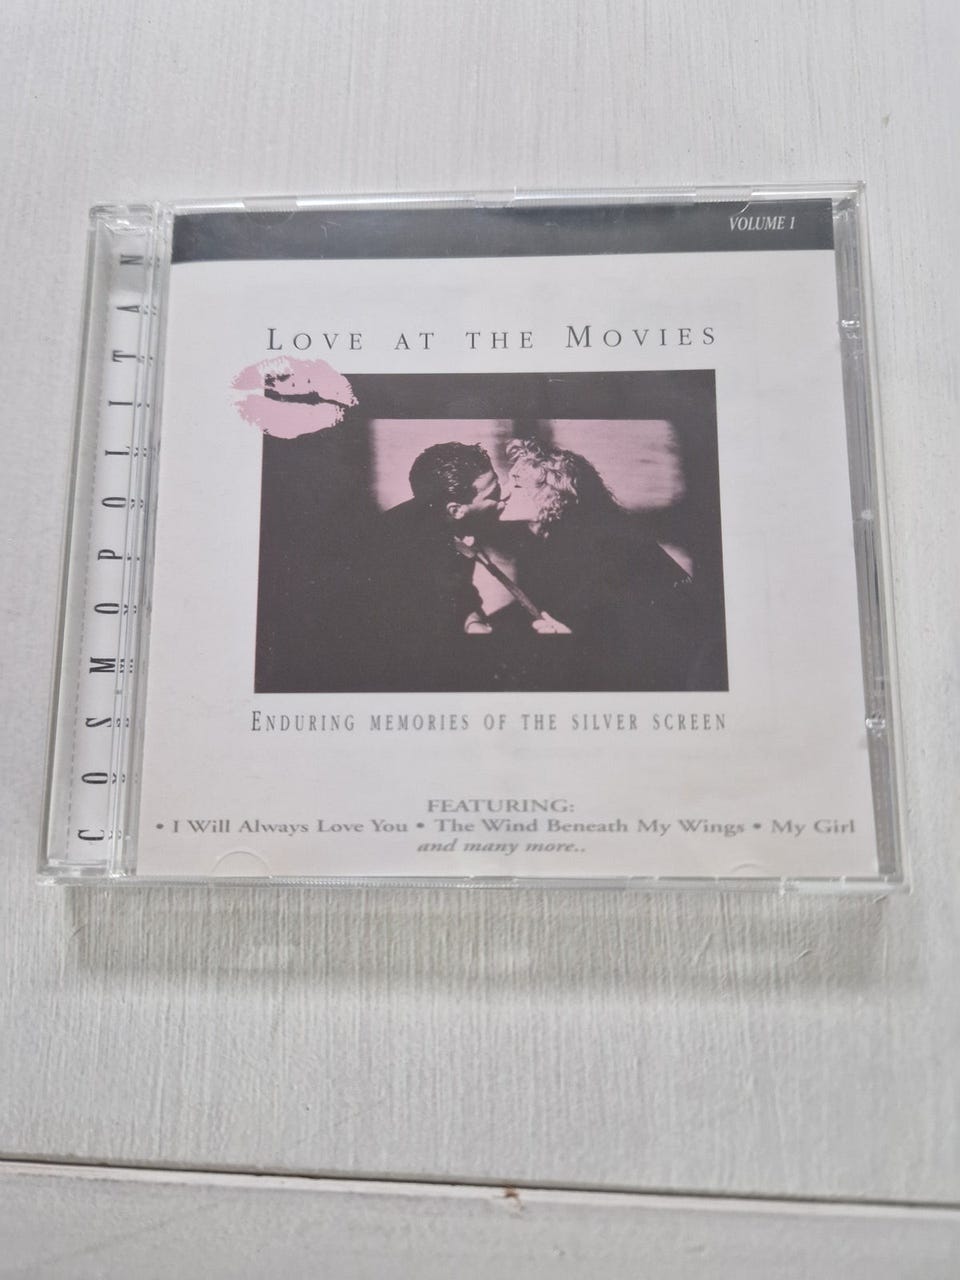 VOLUME 1
COSMOPOLITAN
LOVE AT THE MOVIES
ENDURING MEMORIES OF THE SILVER SCREEN
FEATURING:
• I Will Always Love You • The Wind Beneath My Wings • My Girl
and many more..